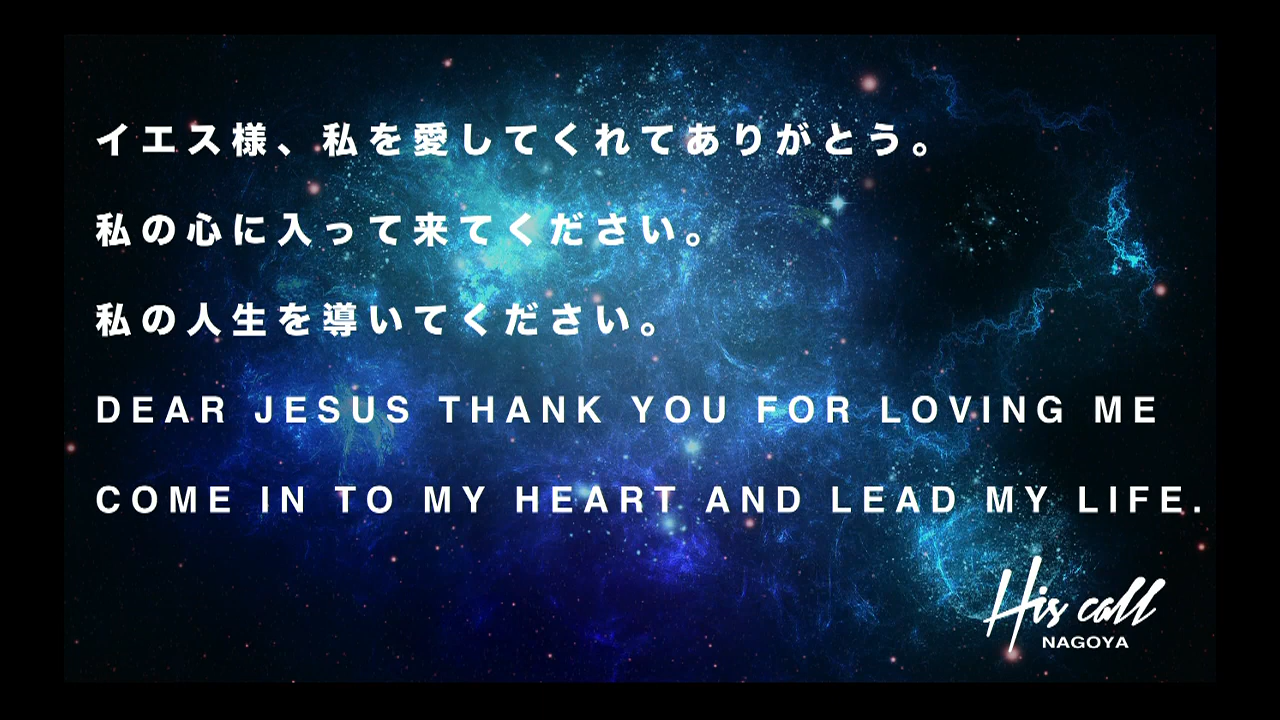 イエス様、私を愛してくれてありがとう。
私の心に入って来てください。
私の人生を導いてください。
DEAR JESUS THANK YOU FOR LOVING ME
COME IN TO MY HEART AND LEAD MY LIFE.
His call
NAGOYA